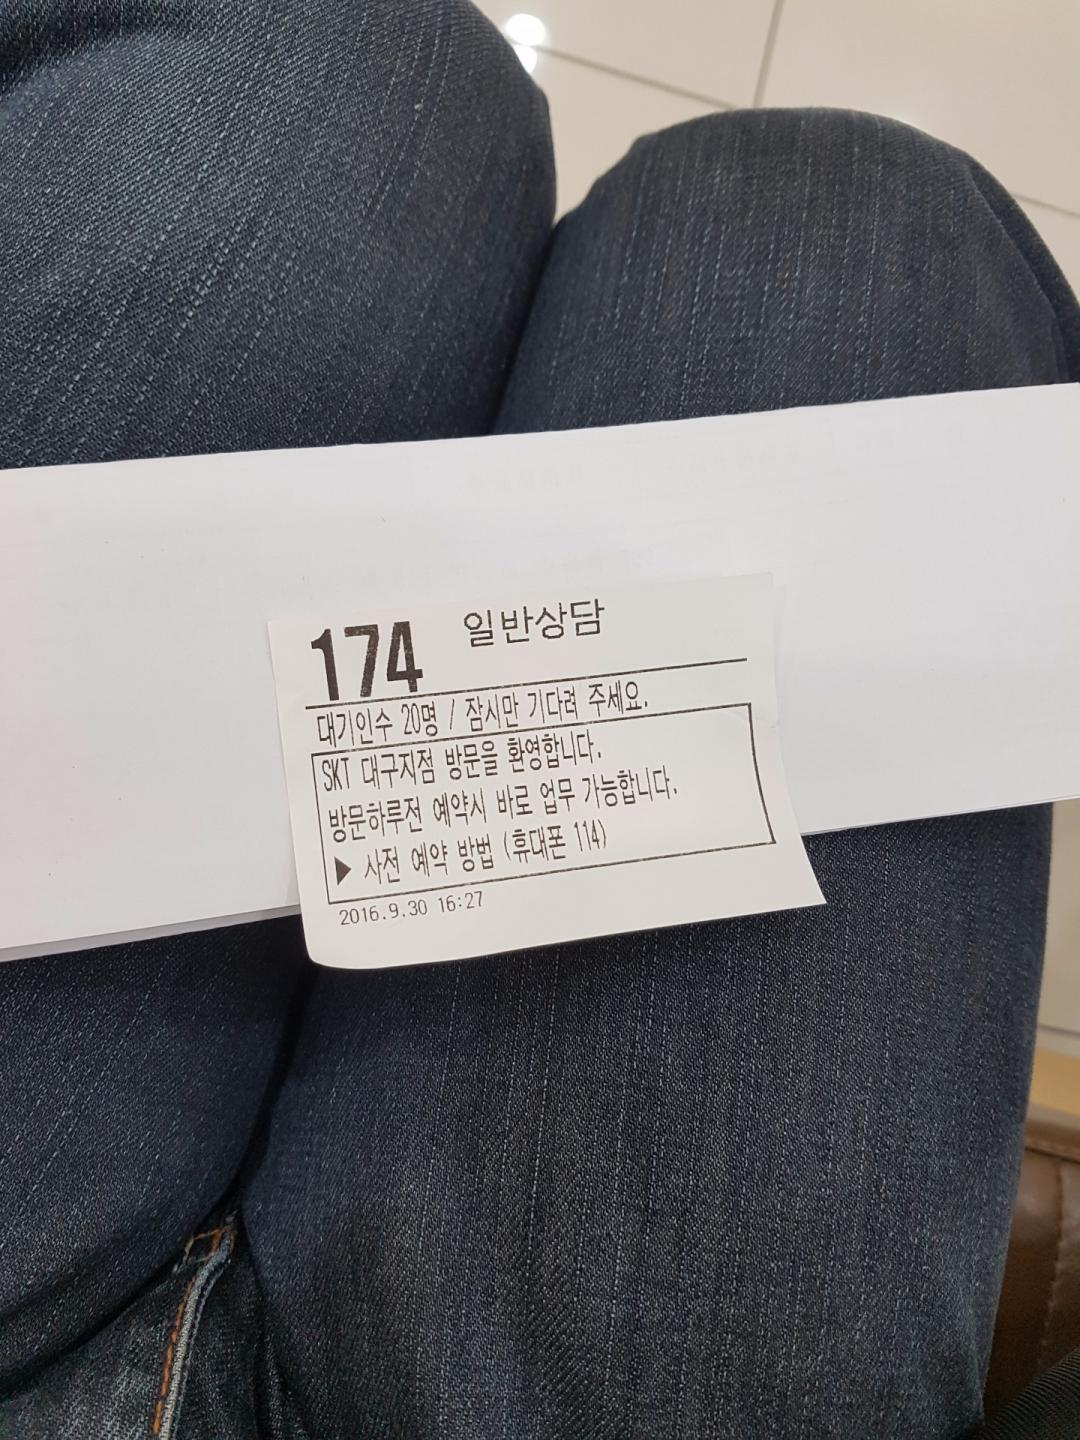 174 일반상담
대기인수 20명 / 잠시만 기다려 주세요.
SKT 대구지점 방문을 환영합니다.
방문하루전 예약시 바로 업무 가능합니다.
▶ 사전 예약 방법 (휴대폰 114)
2016.9.30 16:27